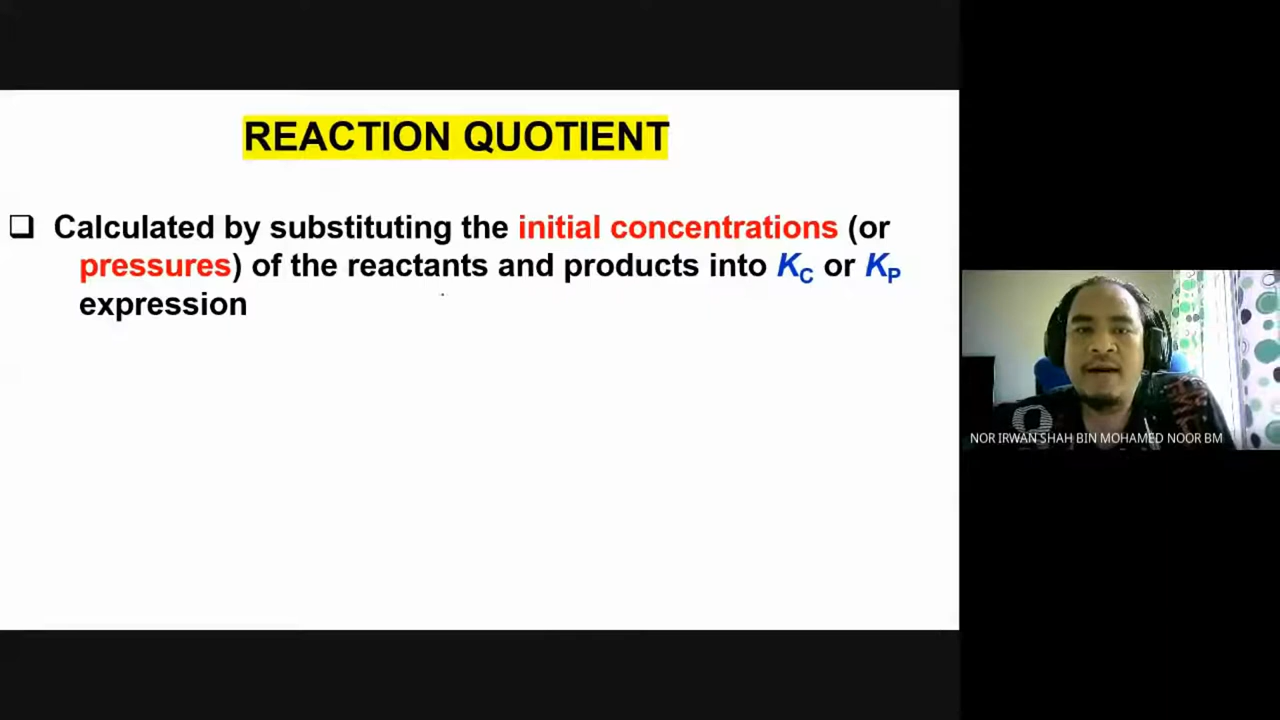 REACTION QUOTIENT
❑ Calculated by substituting the initial concentrations (or
pressures) of the reactants and products into KC or KP
expression
NOR IRWAN SHAH BIN MOHAMED NOOR BM